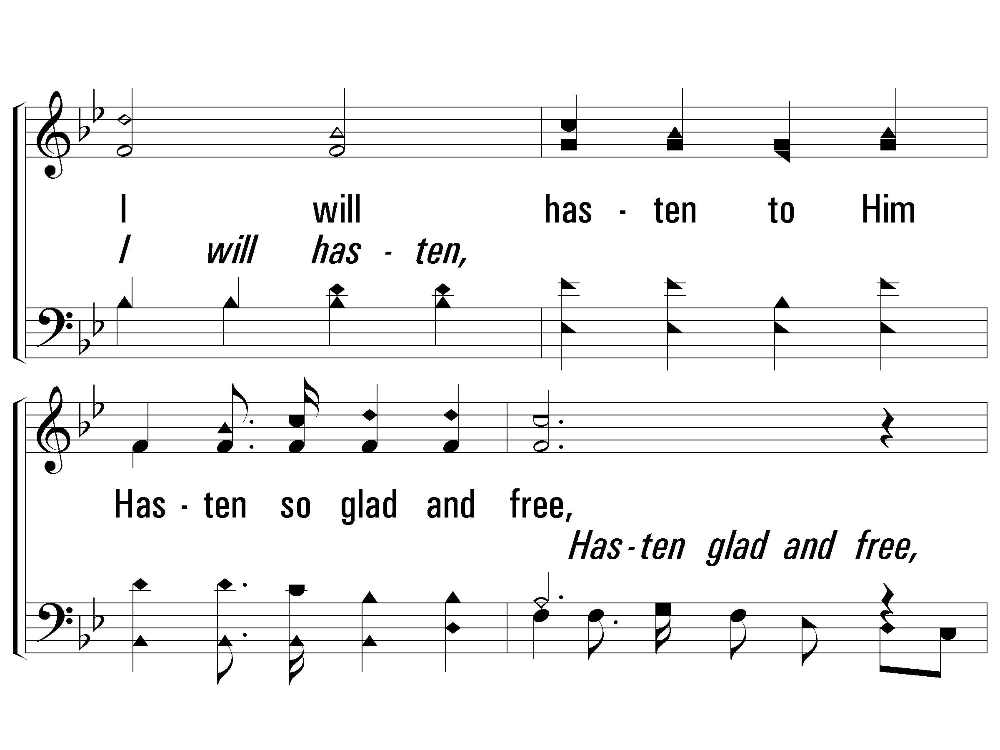 I will has - ten to Him
I will has - ten,
Has - ten so glad and free,
Has - ten glad and free,